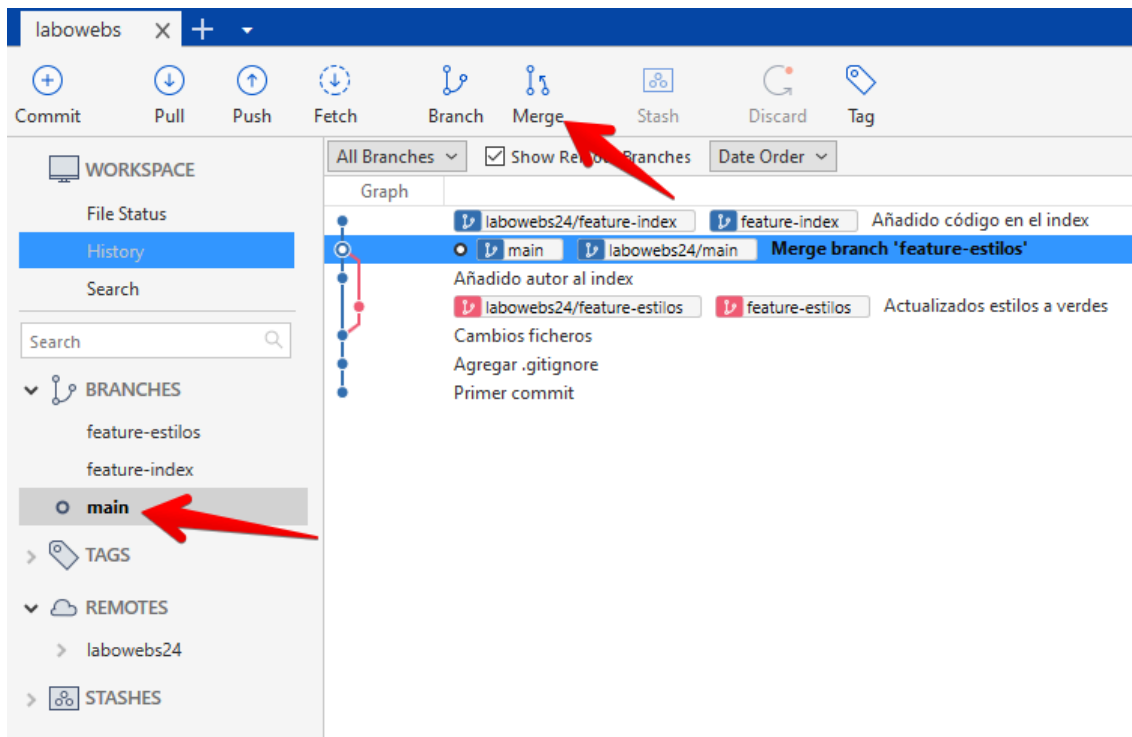 labowebs
Commit Pull Push Fetch Branch Merge Stash Discard Tag
WORKSPACE
File Status
History
Search
Search
BRANCHES
feature-estilos
feature-index
main
TAGS
REMOTES
labowebs24
STASHES
All Branches Show Branches Date Order
Graph
labowebs24/feature-index feature-index Añadido código en el index
main labowebs24/main Merge branch 'feature-estilos'
Añadido autor al index
labowebs24/feature-estilos feature-estilos Actualizados estilos a verdes
Cambios ficheros
Agregar .gitignore
Primer commit